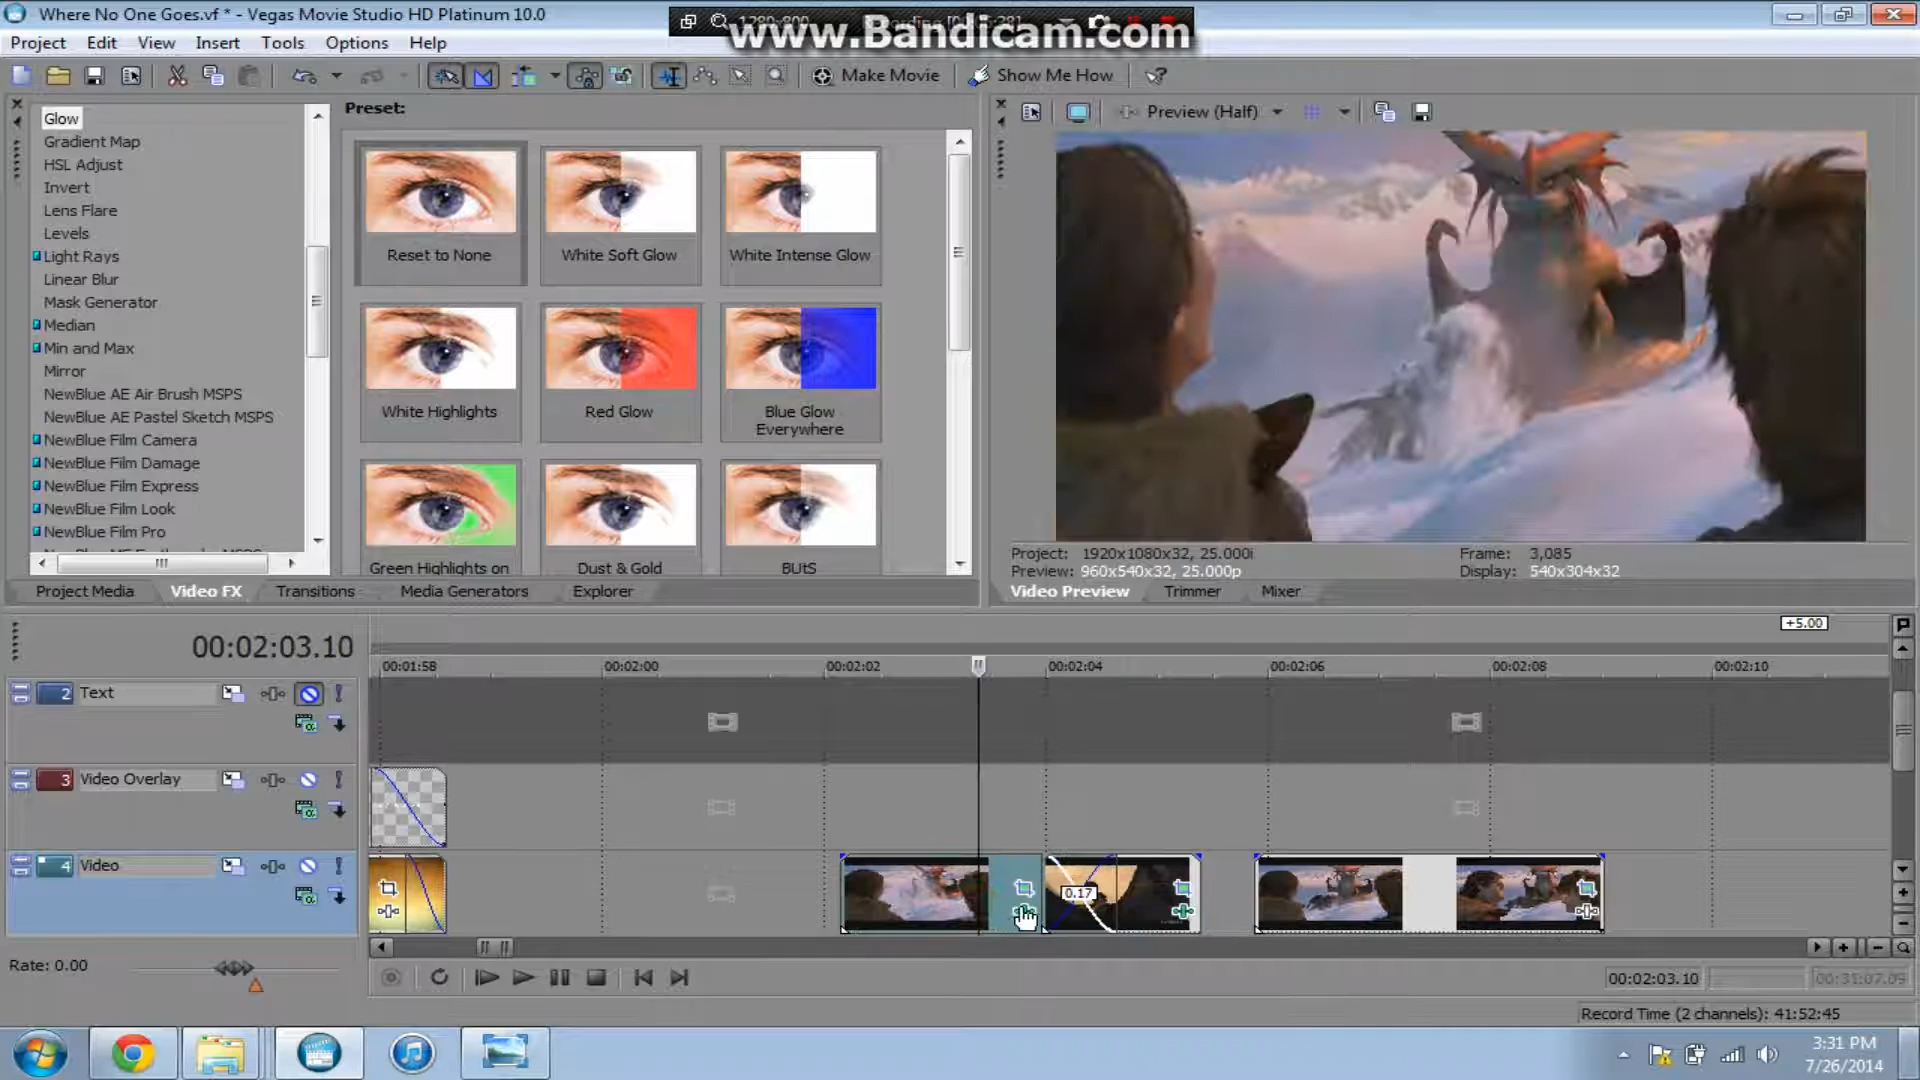 Where No One Goes.vf * - Vegas Movie Studio HD Platinum 10.0
www.Bandicam.com
Project Edit View Insert Tools Options Help
Make Movie Show Me How
Glow
Gradient Map
HSL Adjust
Invert
Lens Flare
Levels
Light Rays
Linear Blur
Mask Generator
Median
Min and Max
Mirror
NewBlue AE Air Brush MSPS
NewBlue AE Pastel Sketch MSPS
NewBlue Film Camera
NewBlue Film Damage
NewBlue Film Express
NewBlue Film Look
NewBlue Film Pro
Preset:
Reset to None White Soft Glow White Intense Glow
White Highlights Red Glow Blue Glow
Everywhere
Green Highlights on Dust & Gold BUtS
Preview (Half)
Project: 1920x1080x32, 25.000i Frame: 3,085
Preview: 960x540x32, 25.000p Display: 540x304x32
Project Media Video FX Transitions Media Generators Explorer
Video Preview Trimmer Mixer
+5.00
00:02:03.10
00:01:58 00:02:00 00:02:02 00:02:04 00:02:06 00:02:08 00:02:10
2 Text
3 Video Overlay
4 Video
0.17
Rate: 0.00
00:02:03.10
Record Time (2 channels): 41:52:45
3:31 PM
7/26/2014